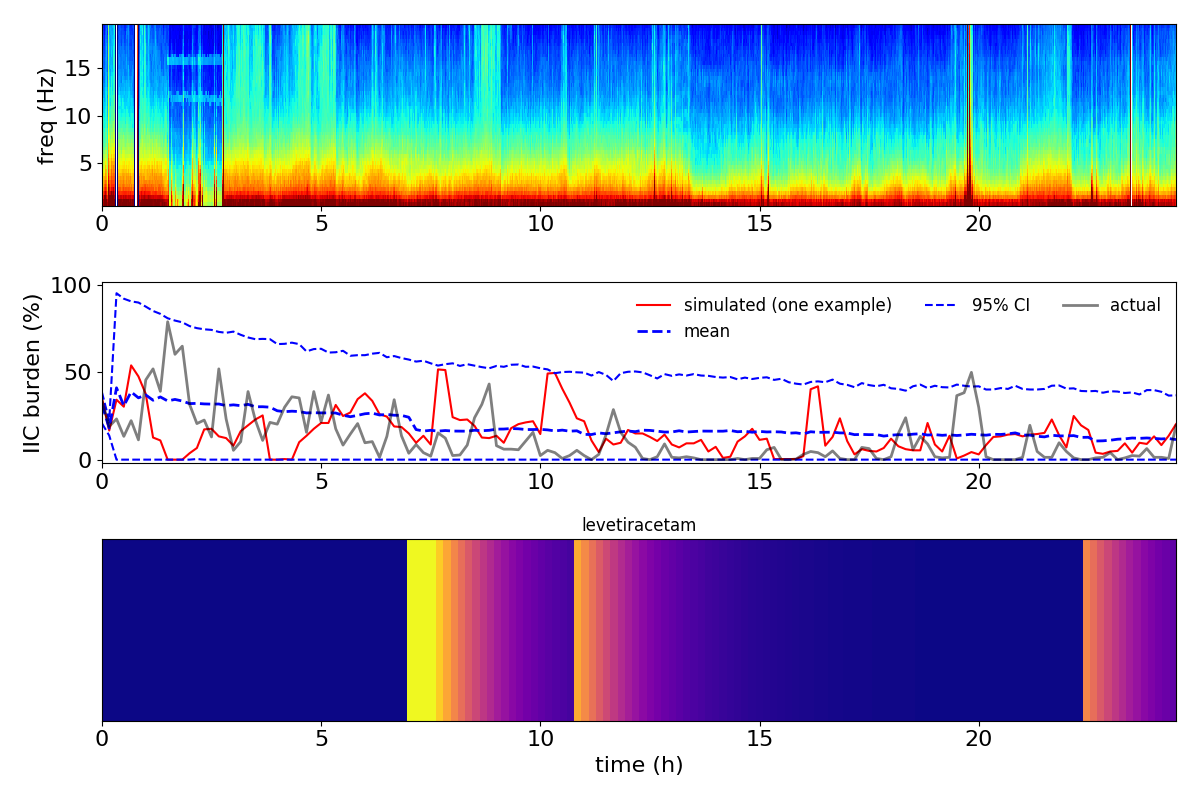 freq (Hz)
15
10
5
0 5 10 15 20
IIC burden (%)
100
50
0
simulated (one example)
mean
95% CI
actual
0 5 10 15 20
levetiracetam
0 5 10 15 20
time (h)